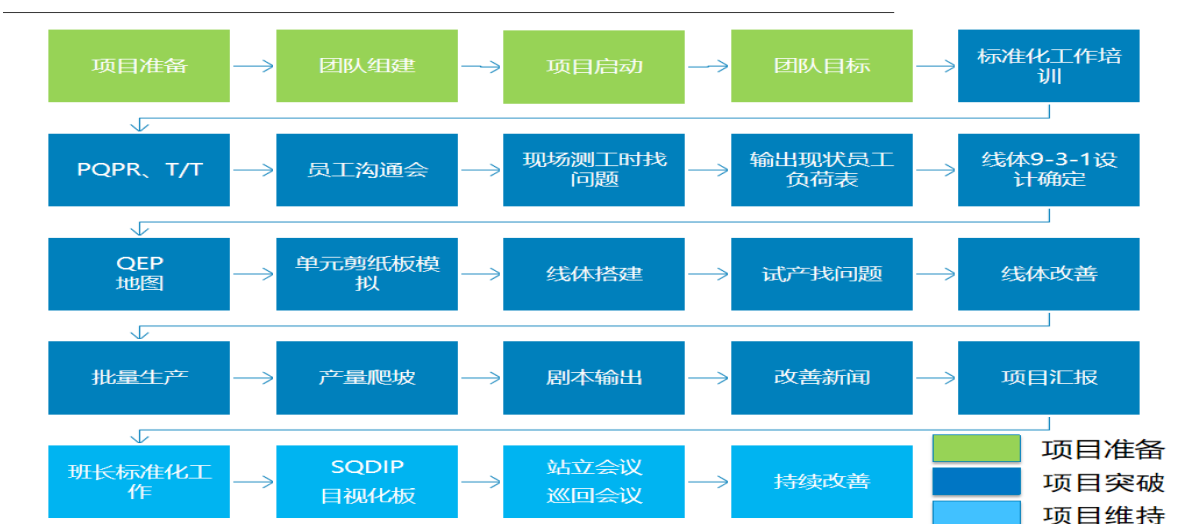 项目准备
团队组建
项目启动
团队目标
标准化工作培
训
PQPR、T/T
员工沟通会
现场测工时找
问题
输出现状员工
负荷表
线体9-3-1设
计确定
QEP
地图
单元剪纸板模
拟
线体搭建
试产找问题
线体改善
批量生产
产量爬坡
剧本输出
改善新闻
项目汇报
班长标准化工
作
SQDIP
目视化板
站立会议
巡回会议
持续改善
项目准备
项目突破
项目维持